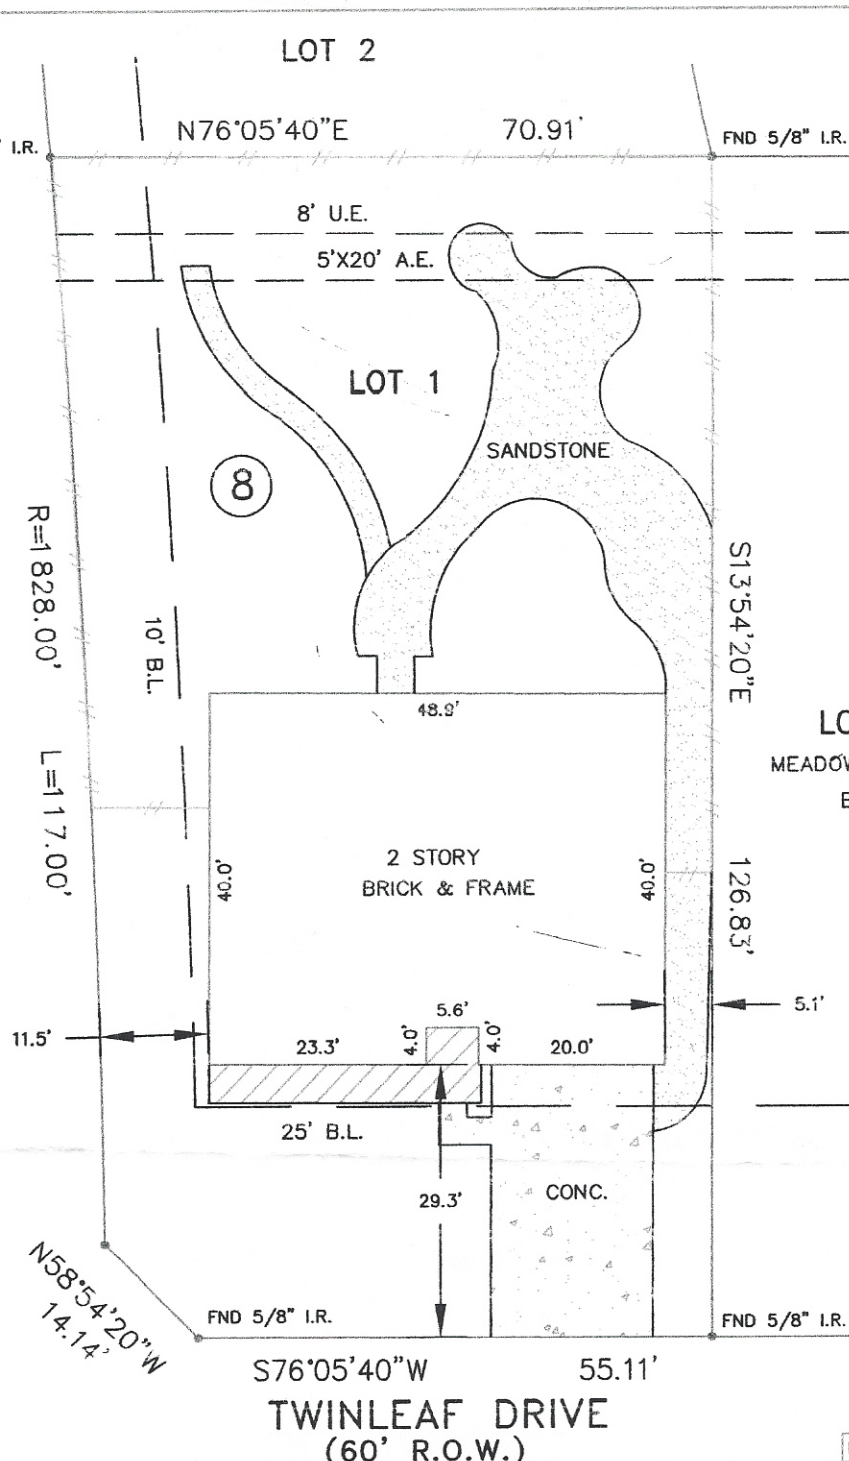 LOT 2
N76°05'40"E 70.91'
I.R.
FND 5/8" I.R.
8' U.E.
5'X20' A.E.
LOT 1
SANDSTONE
8
R=1828.00' L=117.00'
S13°54'20"E 126.83'
10' B.L.
48.9'
MEADOW
2 STORY
BRICK & FRAME
40.0'
40.0'
5.6'
5.1'
11.5'
23.3'
4.0'
4.0'
20.0'
25' B.L.
29.3'
CONC.
N58°54'20"W
14.14'
FND 5/8" I.R.
FND 5/8" I.R.
S76°05'40"W 55.11'
TWINLEAF DRIVE
(60' R.O.W.)